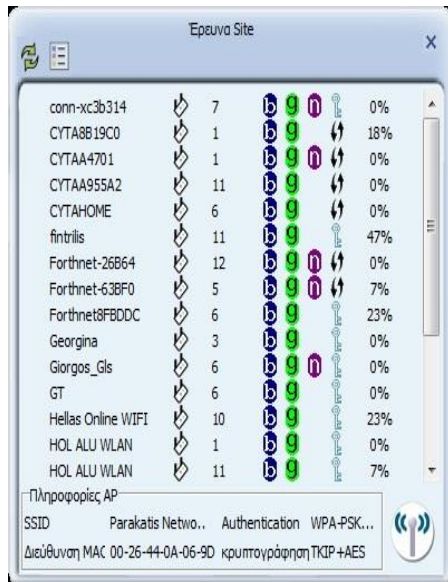 Έρευνα Site
conn-xc3b314 7 b g n 0%
CYTA8B19C0 1 b g 18%
CYTAA4701 1 b g n 0%
CYTAA955A2 11 b g 0%
CYTAHOME 6 b g 0%
fintrilis 11 b g 47%
Forthnet-26B64 12 b g n 0%
Forthnet-63BF0 5 b g n 7%
Forthnet8FBDDC 6 b g 23%
Georgina 3 b g 0%
Giorgos_Gls 6 b g n 0%
GT 6 b g 0%
Hellas Online WIFI 10 b g 23%
HOL ALU WLAN 1 b g 0%
HOL ALU WLAN 11 b g 7%
Πληροφορίες AP
SSID Parakatis Netwo.. Authentication WPA-PSK...
Διεύθυνση MAC 00-26-44-0A-06-9D κρυπτογράφηση TKIP+AES